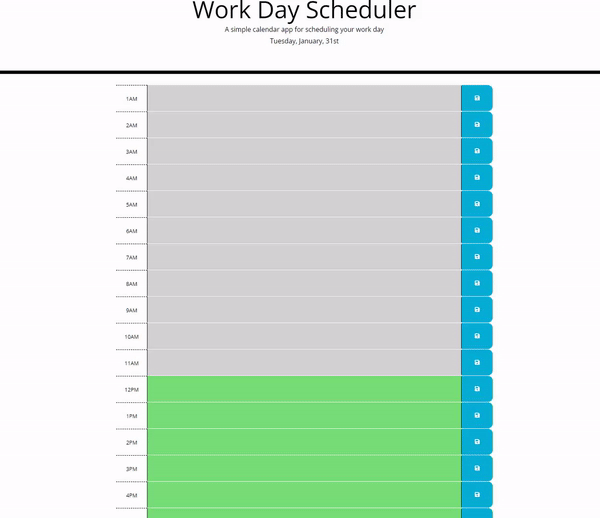 Work Day Scheduler
A simple calendar app for scheduling your work day
Tuesday, January, 31st
1AM
2AM
3AM
4AM
5AM
6AM
7AM
8AM
9AM
10AM
11AM
12PM
1PM
2PM
3PM
4PM